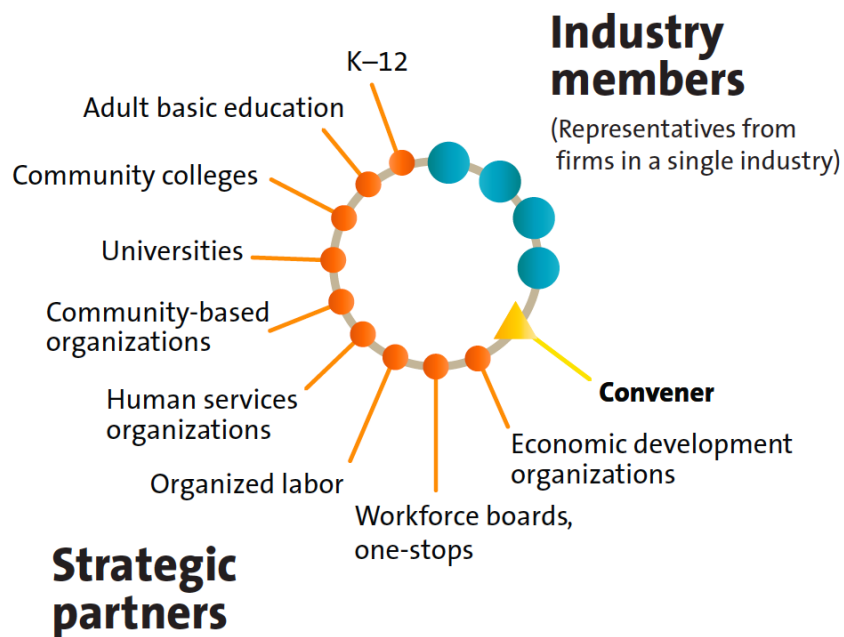 Industry
members
(Representatives from
firms in a single industry)
K–12
Adult basic education
Community colleges
Universities
Community-based
organizations
Human services
organizations
Organized labor
Workforce boards,
one-stops
Economic development
organizations
Convener
Strategic
partners